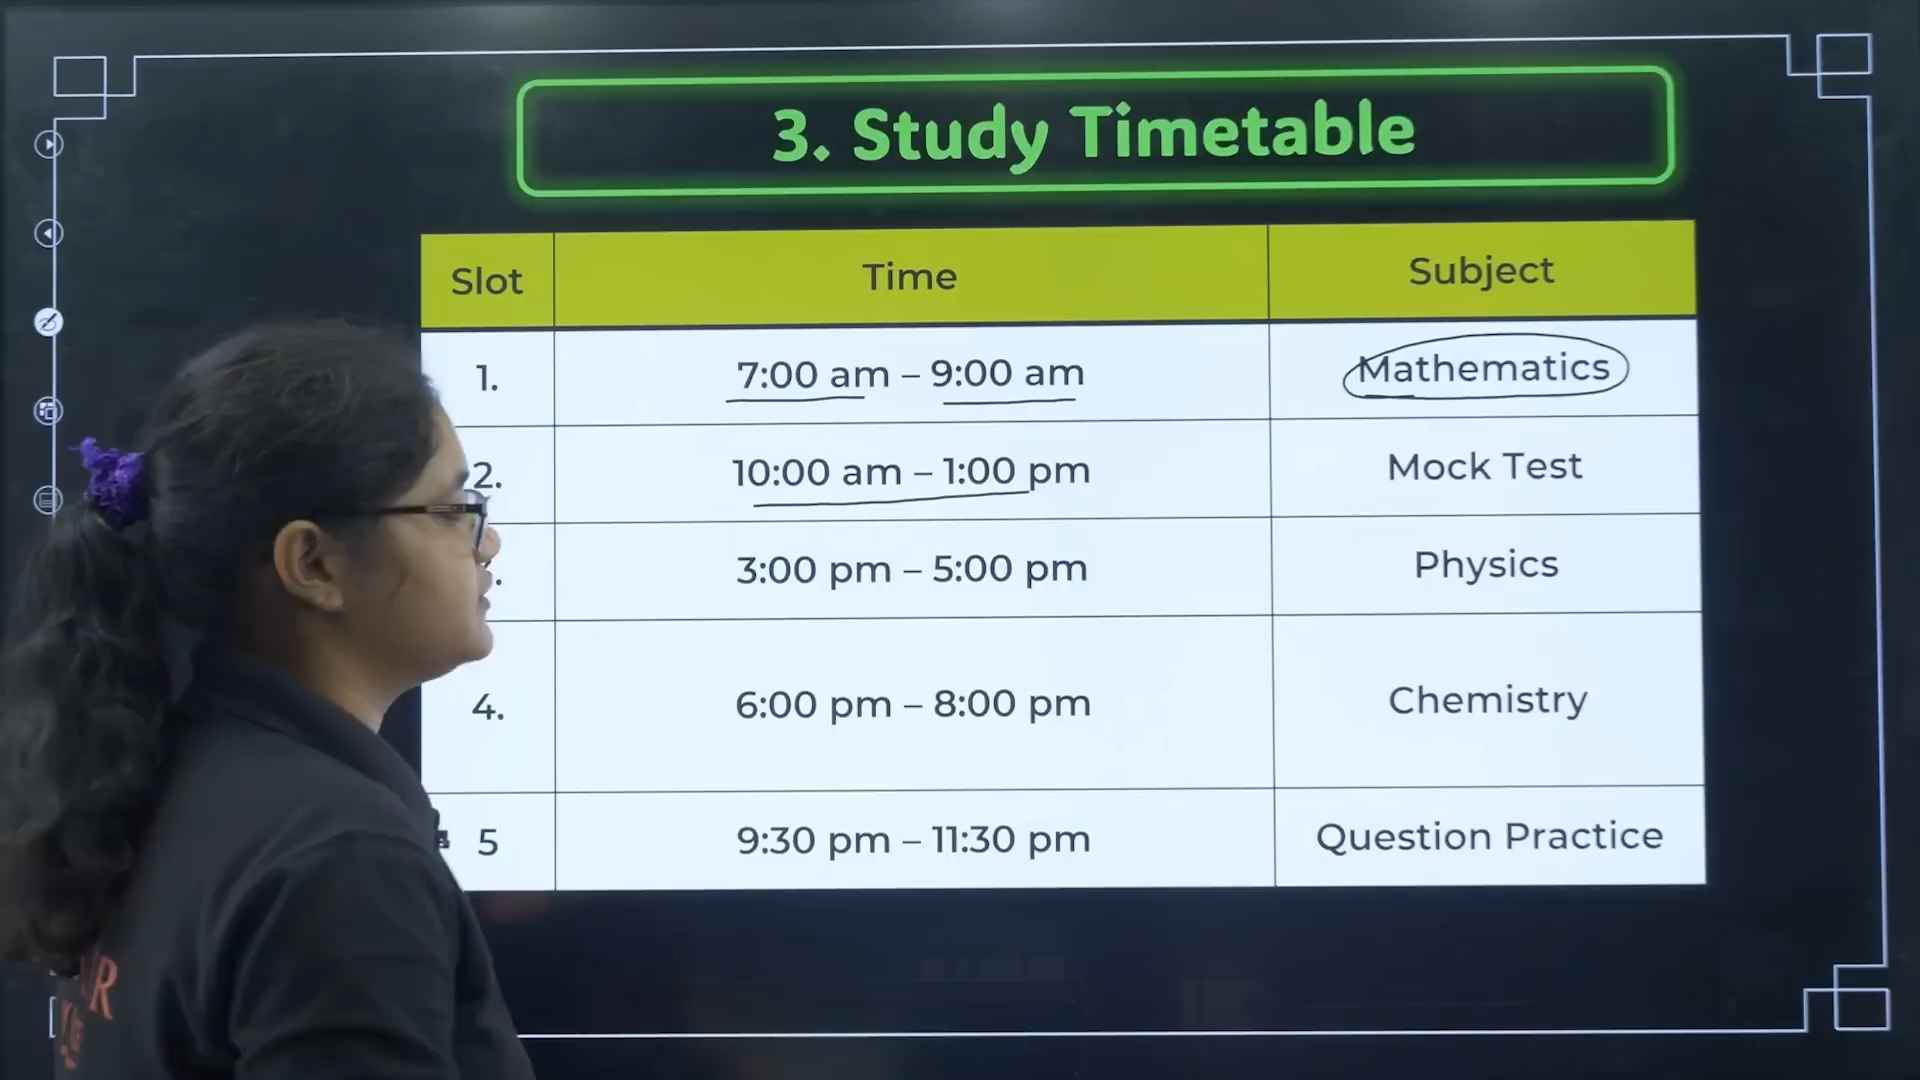 3. Study Timetable
Slot Time Subject
1. 7:00 am – 9:00 am Mathematics
2. 10:00 am – 1:00 pm Mock Test
. 3:00 pm – 5:00 pm Physics
4. 6:00 pm – 8:00 pm Chemistry
5 9:30 pm – 11:30 pm Question Practice